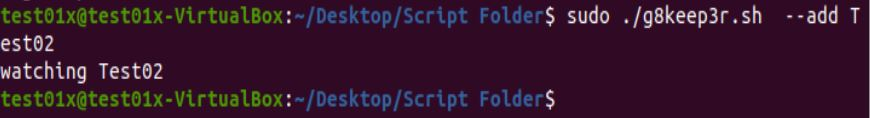 test01x@test01x-VirtualBox:~/Desktop/Script Folder$ sudo ./g8keep3r.sh  --add T
est02
watching Test02
test01x@test01x-VirtualBox:~/Desktop/Script Folder$